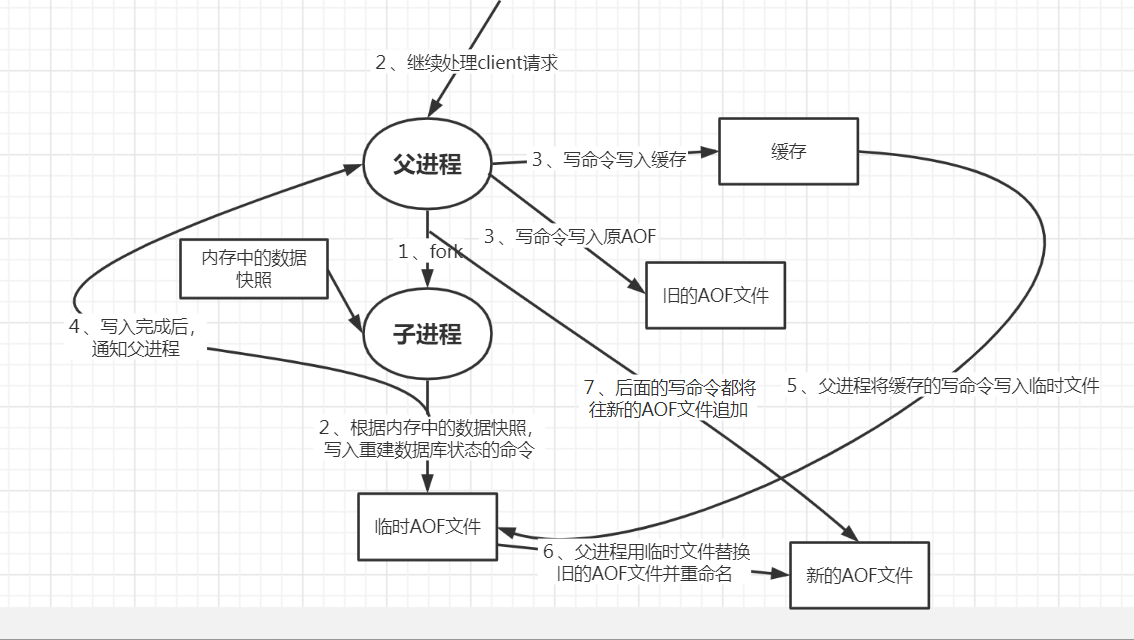 2、继续处理client请求
父进程
3、写命令写入缓存
缓存
3、写命令写入原AOF
1、fork
内存中的数据
快照
旧的AOF文件
子进程
4、写入完成后，
通知父进程
7、后面的写命令都将
往新的AOF文件追加
5、父进程将缓存的写命令写入临时文件
2、根据内存中的数据快照，
写入重建数据库状态的命令
临时AOF文件
6、父进程用临时文件替换
旧的AOF文件并重命名
新的AOF文件